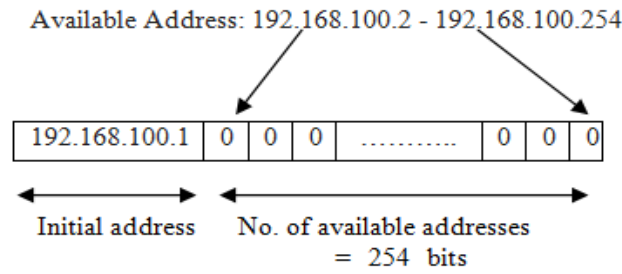 Available Address: 192.168.100.2 - 192.168.100.254
192.168.100.1 0 0 0 ……….. 0 0 0
Initial address No. of available addresses
= 254 bits